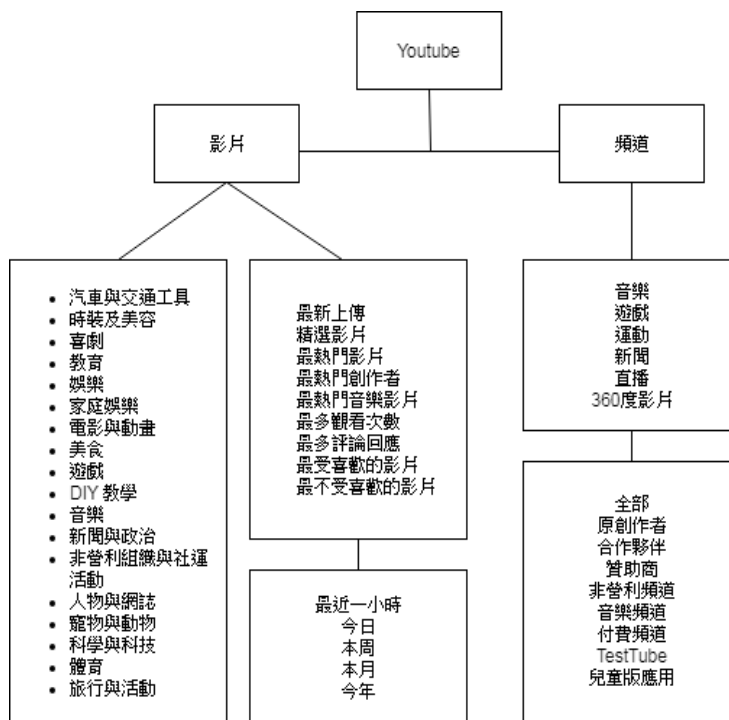 Youtube
影片
頻道
汽車與交通工具
時裝及美容
喜劇
教育
娛樂
家庭娛樂
電影與動畫
美食
遊戲
DIY 教學
音樂
新聞與政治
非營利組織與社運
活動
人物與網誌
寵物與動物
科學與科技
體育
旅行與活動
最新上傳
精選影片
最熱門影片
最熱門創作者
最熱門音樂影片
最多觀看次數
最多評論回應
最受喜歡的影片
最不受喜歡的影片
最近一小時
今日
本周
本月
今年
音樂
遊戲
運動
新聞
直播
360度影片
全部
原創作者
合作夥伴
贊助商
非營利頻道
音樂頻道
付費頻道
TestTube
兒童版應用